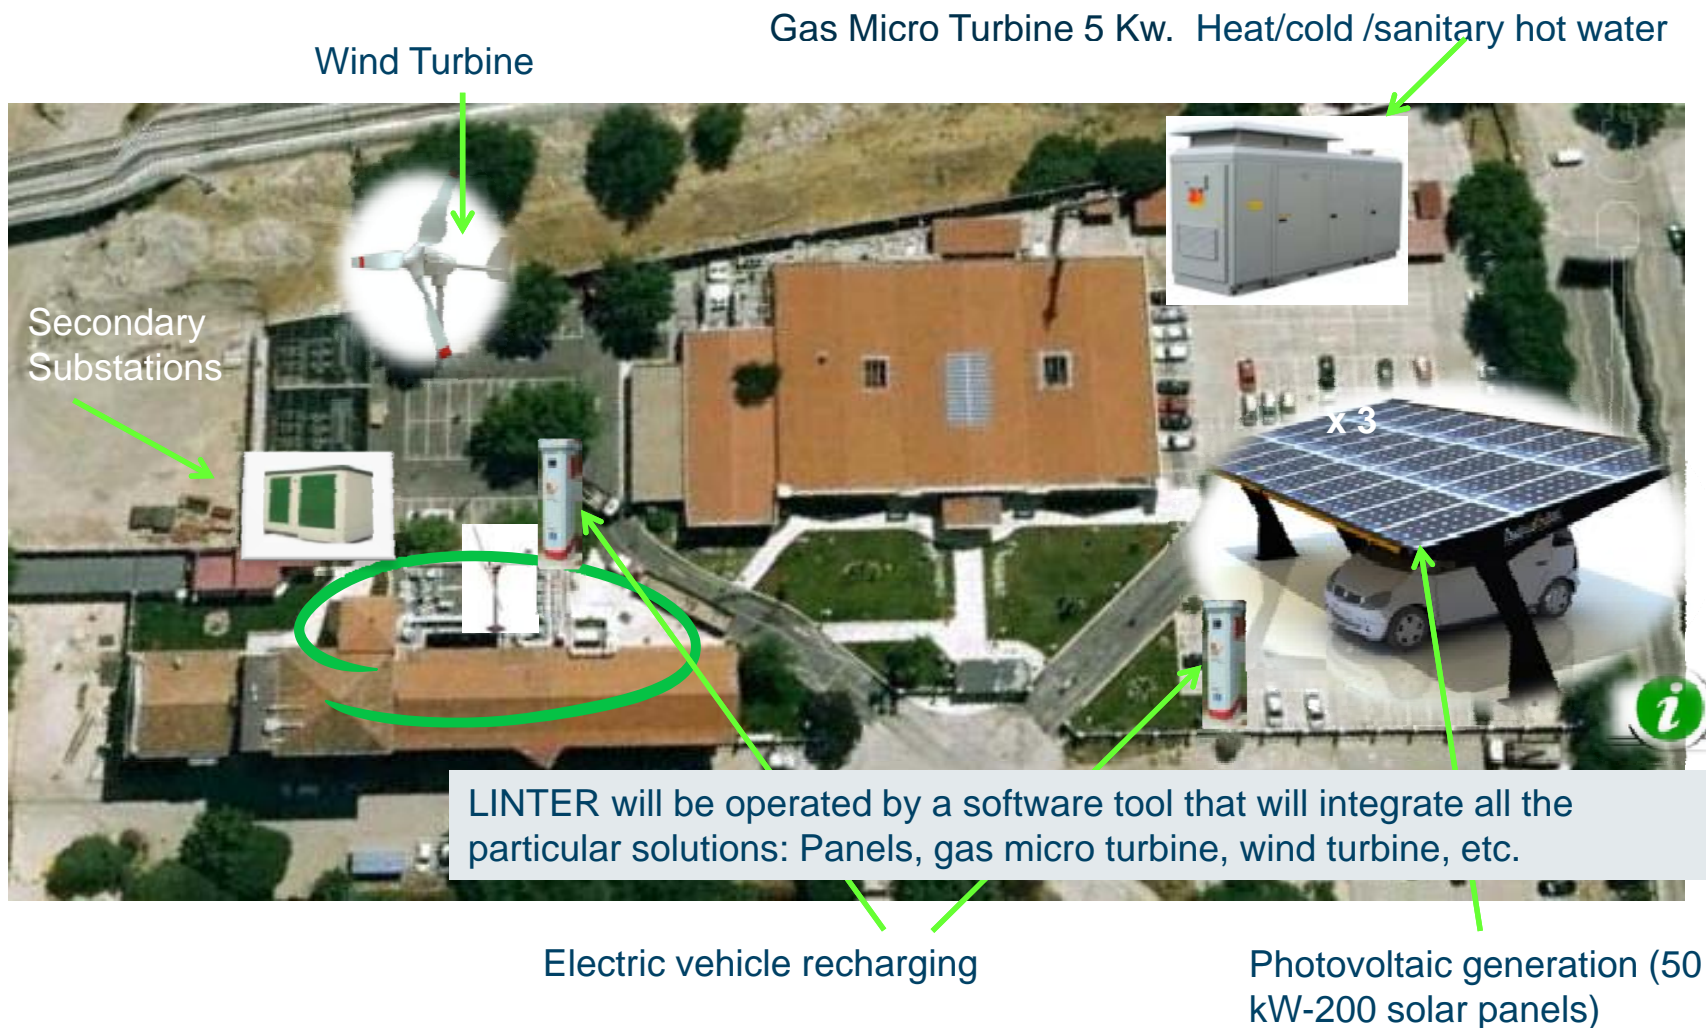 Gas Micro Turbine 5 Kw.  Heat/cold /sanitary hot water
Wind Turbine
Secondary
Substations
x 3
i
LINTER will be operated by a software tool that will integrate all the
particular solutions: Panels, gas micro turbine, wind turbine, etc.
Electric vehicle recharging
Photovoltaic generation (50
kW-200 solar panels)